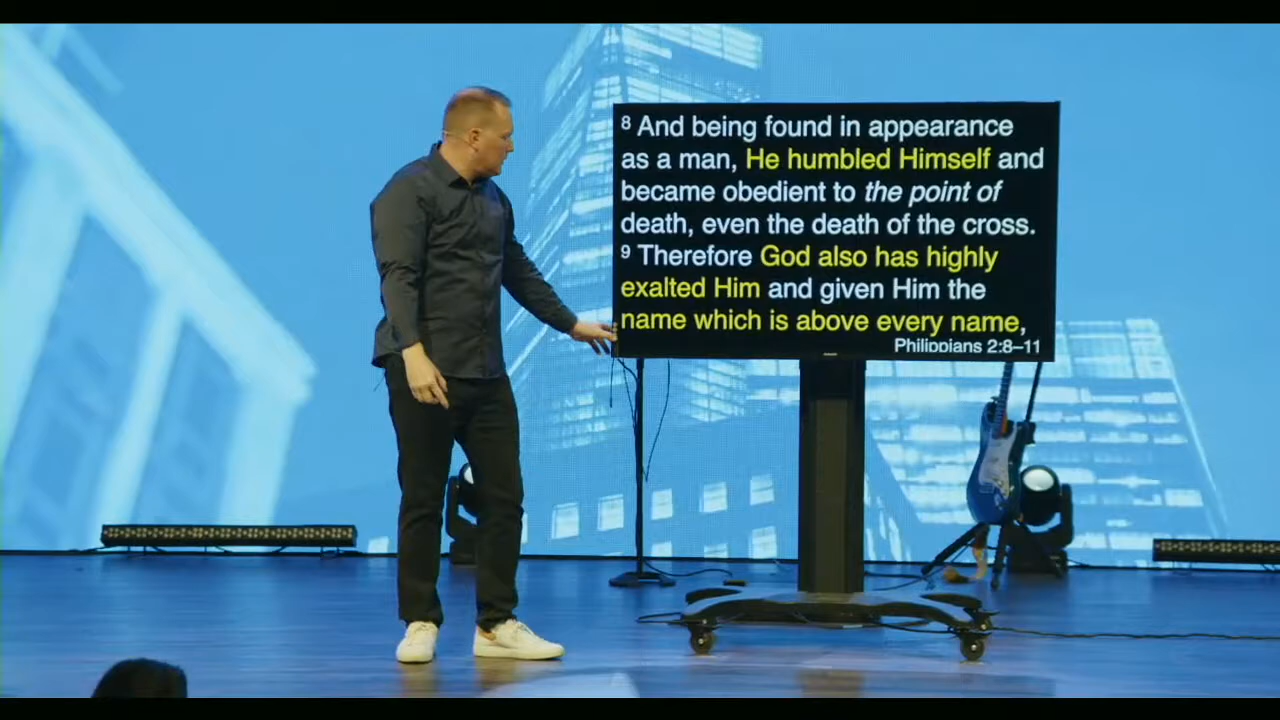 8 And being found in appearance
as a man, He humbled Himself and
became obedient to the point of
death, even the death of the cross.
9 Therefore God also has highly
exalted Him and given Him the
name which is above every name,
Philippians 2:8–11